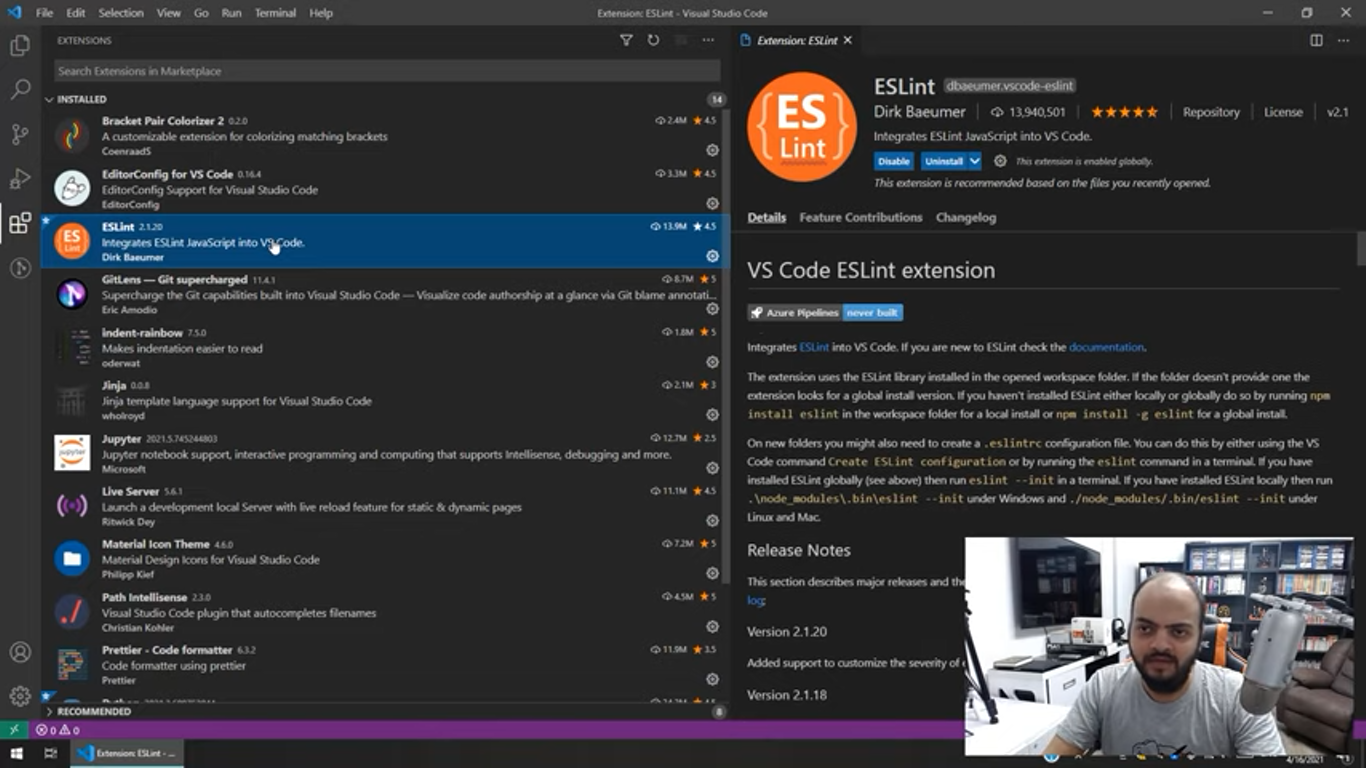 File Edit Selection View Go Run Terminal Help
Extension: ESLint - Visual Studio Code
EXTENSIONS
Search Extensions in Marketplace
INSTALLED
14
Bracket Pair Colorizer 2 0.2.0
2.4M 4.5
A customizable extension for colorizing matching brackets
CoenraadS
EditorConfig for VS Code 0.16.4
3.3M 4.5
EditorConfig Support for Visual Studio Code
EditorConfig
ES Lint
ESLint 2.1.20
13.9M 4.5
Integrates ESLint JavaScript into VS Code.
Dirk Baeumer
GitLens — Git supercharged 11.4.1
8.7M 5
Supercharge the Git capabilities built into Visual Studio Code — Visualize code authorship at a glance via Git blame annotati...
Eric Amodio
indent-rainbow 7.5.0
1.8M 5
Makes indentation easier to read
oderwat
Jinja 0.0.8
2.1M 3
Jinja template language support for Visual Studio Code
wholroyd
jupyter
Jupyter 2021.5.745244803
12.7M 2.5
Jupyter notebook support, interactive programming and computing that supports Intellisense, debugging and more.
Microsoft
Live Server 5.6.1
11.1M 4.5
Launch a development local Server with live reload feature for static & dynamic pages
Ritwick Dey
Material Icon Theme 4.6.0
7.2M 5
Material Design Icons for Visual Studio Code
Philipp Kief
Path Intellisense 2.3.0
4.5M 5
Visual Studio Code plugin that autocompletes filenames
Christian Kohler
Prettier - Code formatter 6.3.2
11.9M 3.5
Code formatter using prettier
Prettier
RECOMMENDED
8
0 0
Extension: ESLint - ...
Extension: ESLint
ES
Lint
ESLint dbaeumer.vscode-eslint
Dirk Baeumer 13,940,501 Repository License v2.1
Integrates ESLint JavaScript into VS Code.
Disable Uninstall This extension is enabled globally.
This extension is recommended based on the files you recently opened.
Details Feature Contributions Changelog
VS Code ESLint extension
Azure Pipelines never built
Integrates ESLint into VS Code. If you are new to ESLint check the documentation.
The extension uses the ESLint library installed in the opened workspace folder. If the folder doesn't provide one the
extension looks for a global install version. If you haven't installed ESLint either locally or globally do so by running npm
install eslint in the workspace folder for a local install or npm install -g eslint for a global install.
On new folders you might also need to create a .eslintrc configuration file. You can do this by either using the VS
Code command Create ESLint configuration or by running the eslint command in a terminal. If you have
installed ESLint globally (see above) then run eslint --init in a terminal. If you have installed ESLint locally then run
.\node_modules\.bin\eslint --init under Windows and ./node_modules/.bin/eslint --init under
Linux and Mac.
Release Notes
This section describes major releases and the
log:
Version 2.1.20
Added support to customize the severity of e
Version 2.1.18
4/16/2021